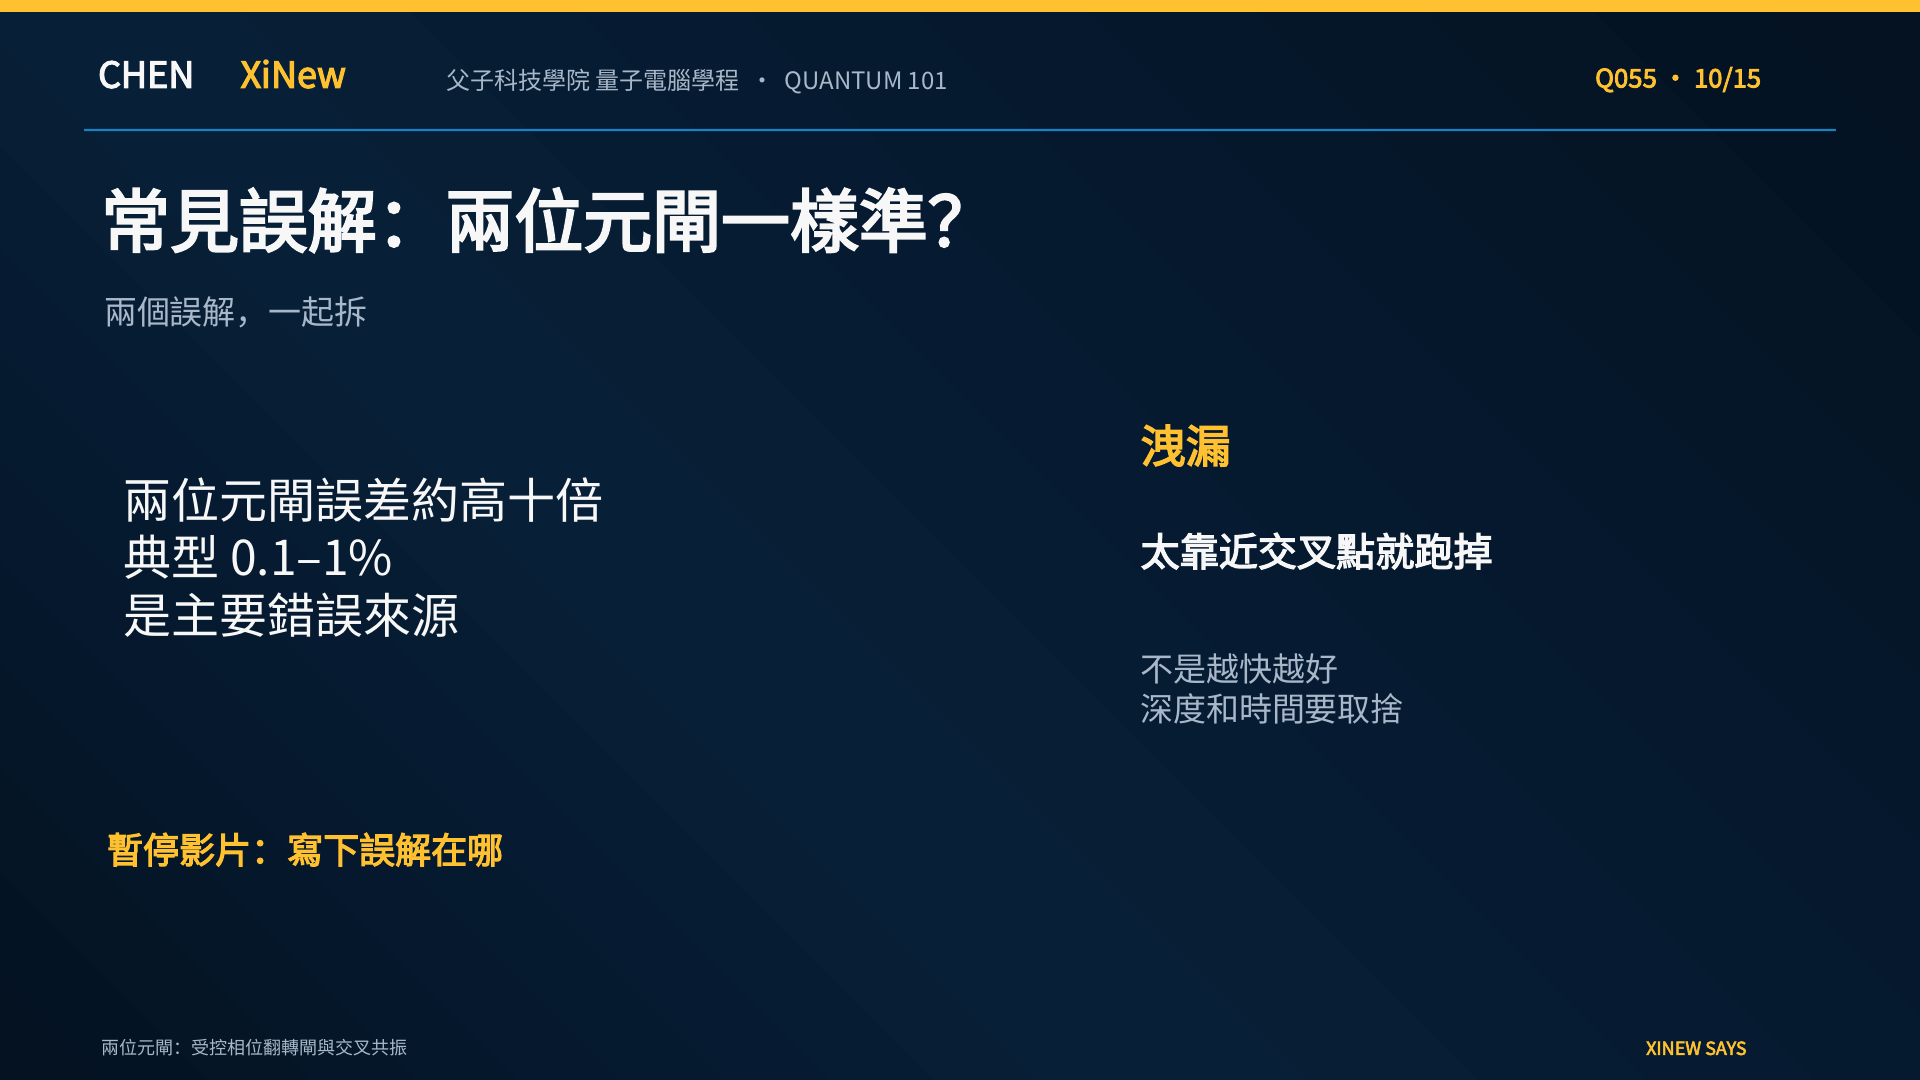 CHEN XiNew 父子科技學院 量子電腦學程 · QUANTUM 101 Q055 · 10/15
常見誤解：兩位元閘一樣準？
兩個誤解，一起拆
兩位元閘誤差約高十倍
典型 0.1–1%
是主要錯誤來源
洩漏
太靠近交叉點就跑掉
不是越快越好
深度和時間要取捨
暫停影片：寫下誤解在哪
兩位元閘：受控相位翻轉閘與交叉共振
XINEW SAYS